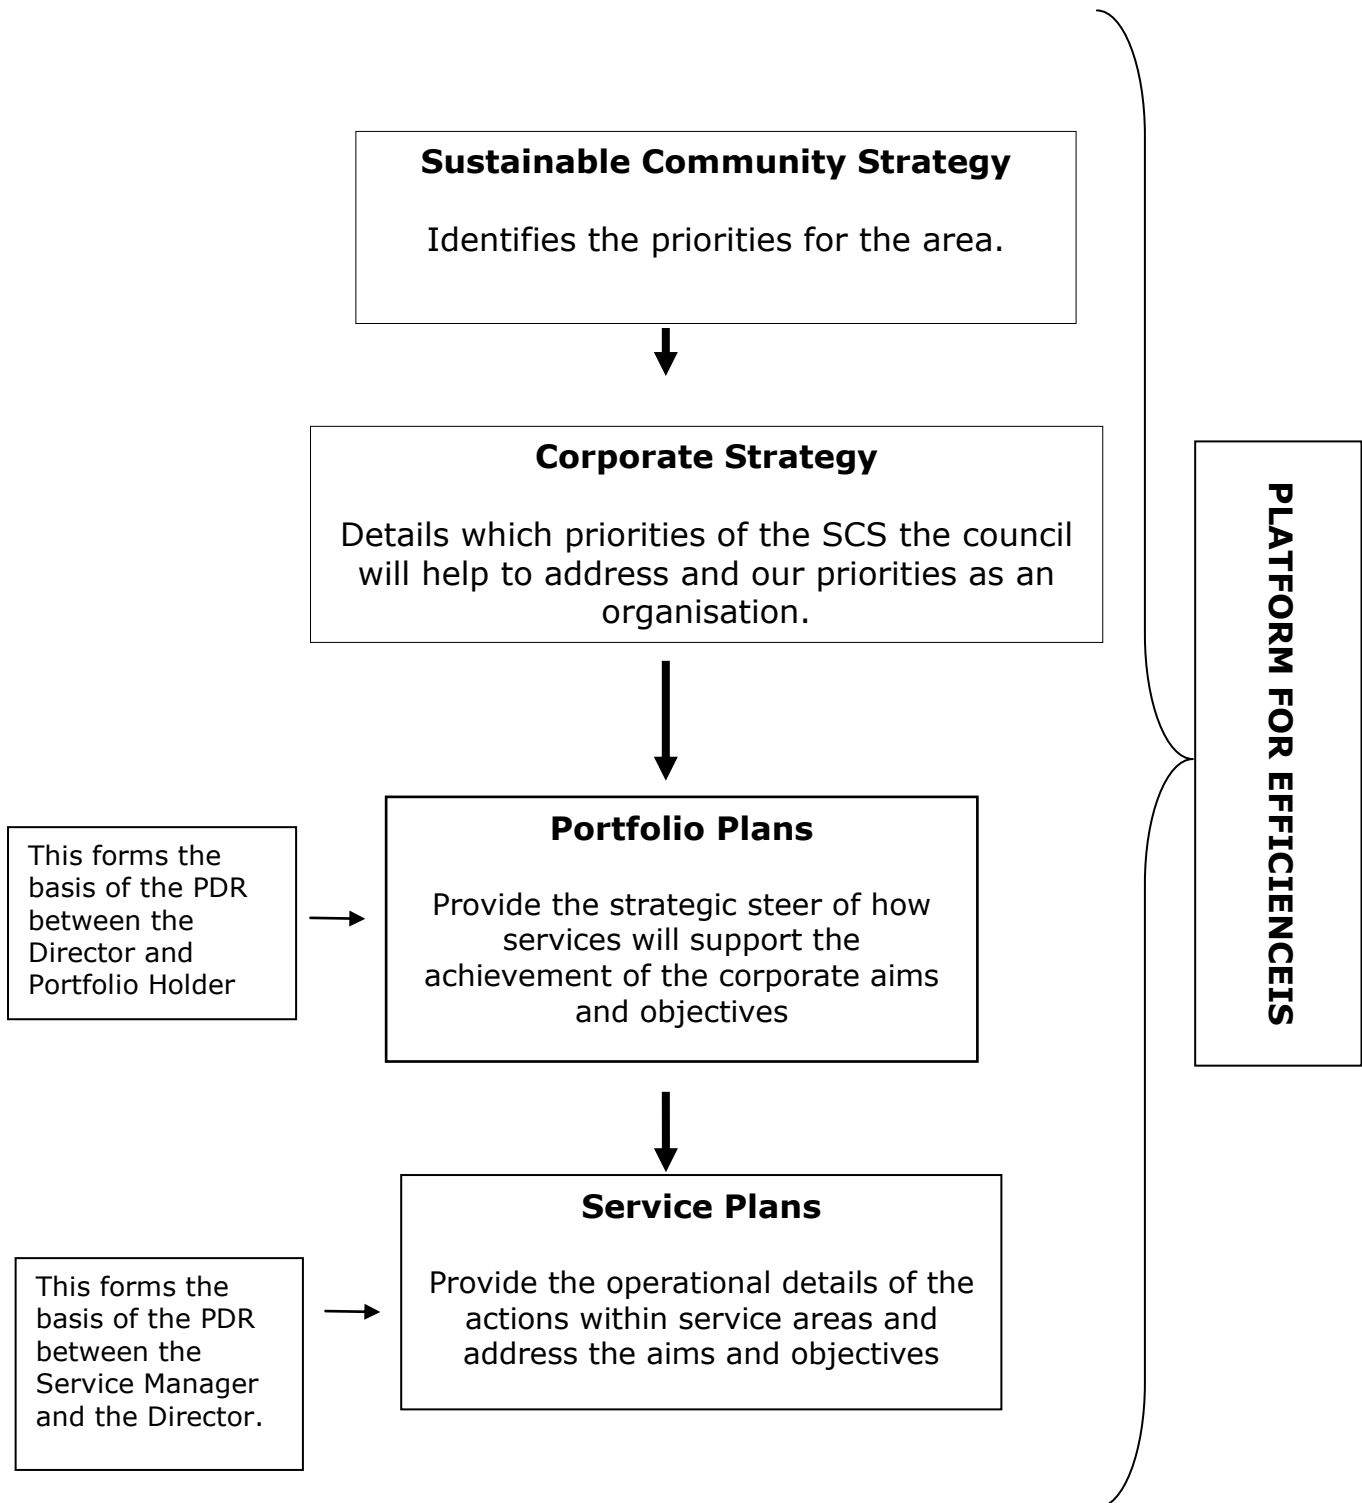 Sustainable Community Strategy
Identifies the priorities for the area.
Corporate Strategy
Details which priorities of the SCS the council
will help to address and our priorities as an
organisation.
PLATFORM FOR EFFICIENCEIS
Portfolio Plans
Provide the strategic steer of how
services will support the
achievement of the corporate aims
and objectives
This forms the
basis of the PDR
between the
Director and
Portfolio Holder
Service Plans
Provide the operational details of the
actions within service areas and
address the aims and objectives
This forms the
basis of the PDR
between the
Service Manager
and the Director.